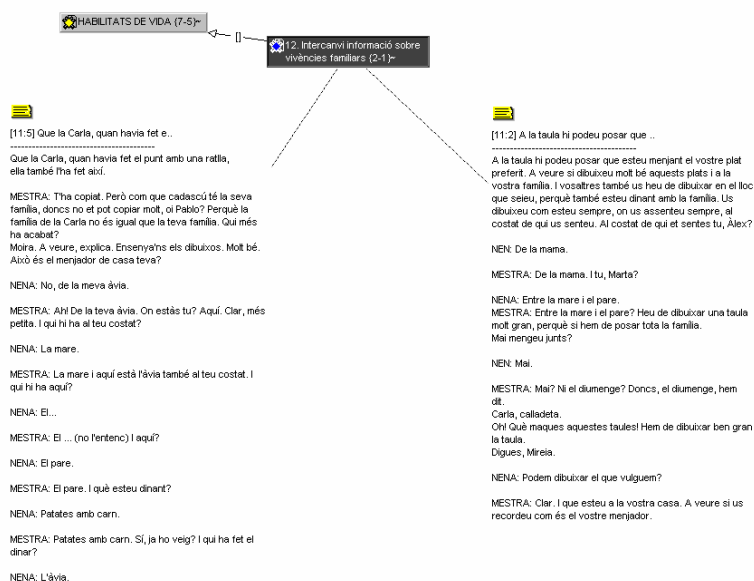 HABILITATS DE VIDA {7-5}~
[]
12. Intercanvi informació sobre
vivències familiars {2-1}~
[11:5] Que la Carla, quan havia fet e..
----------------------------------------
Que la Carla, quan havia fet el punt amb una ratlla,
ella també l'ha fet així.
MESTRA: T'ha copiat. Però com que cadascú té la seva
família, doncs no et pot copiar molt, oi Pablo? Perquè la
família de la Carla no és igual que la teva família. Qui més
ha acabat?
Moira. A veure, explica. Ensenya'ns els dibuixos. Molt bé.
Això és el menjador de casa teva?
NENA: No, de la meva àvia.
MESTRA: Ah! De la teva àvia. On estàs tu? Aquí. Clar, més
petita. I qui hi ha al teu costat?
NENA: La mare.
MESTRA: La mare i aquí està l'àvia també al teu costat. I
qui hi ha aquí?
NENA: El...
MESTRA: El ... (no l'entenc) I aquí?
NENA: El pare.
MESTRA: El pare. I què esteu dinant?
NENA: Patates amb carn.
MESTRA: Patates amb carn. Sí, ja ho veig? I qui ha fet el
dinar?
NENA: L'àvia.
[11:2] A la taula hi podeu posar que ..
----------------------------------------
A la taula hi podeu posar que esteu menjant el vostre plat
preferit. A veure si dibuixeu molt bé aquests plats i a la
vostra família. I vosaltres també us heu de dibuixar en el lloc
que seieu, perquè també esteu dinant amb la família. Us
dibuixeu com esteu sempre, on us assenteu sempre, al
costat de qui us senteu. Al costat de qui et sentes tu, Àlex?
NEN: De la mama.
MESTRA: De la mama. I tu, Marta?
NENA: Entre la mare i el pare.
MESTRA: Entre la mare i el pare? Heu de dibuixar una taula
molt gran, perquè si hem de posar tota la família.
Mai mengeu junts?
NEN: Mai.
MESTRA: Mai? Ni el diumenge? Doncs, el diumenge, hem
dit.
Carla, calladeta.
Oh! Què maques aquestes taules! Hem de dibuixar ben gran
la taula.
Digues, Mireia.
NENA: Podem dibuixar el que vulguem?
MESTRA: Clar. I que esteu a la vostra casa. A veure si us
recordeu com és el vostre menjador.